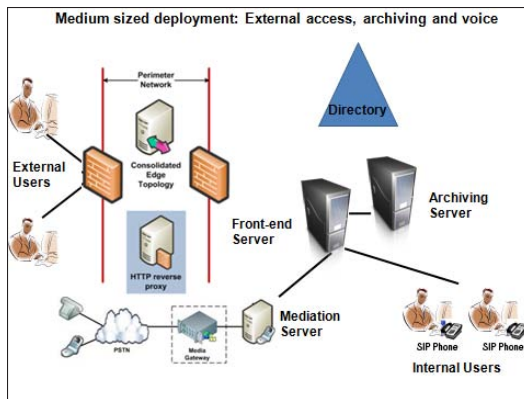 Medium sized deployment: External access, archiving and voice
Perimeter
Network
Directory
External
Users
Consolidated
Edge
Topology
Archiving
Server
Front-end
Server
HTTP reverse
proxy
Mediation
Server
PSTN
Media
Gateway
SIP Phone
SIP Phone
Internal Users